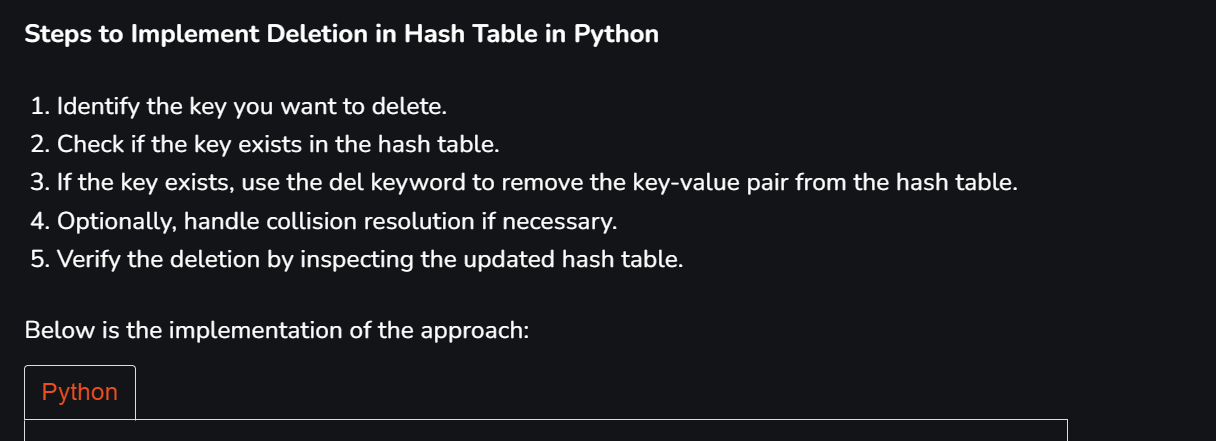 Steps to Implement Deletion in Hash Table in Python
1. Identify the key you want to delete.
2. Check if the key exists in the hash table.
3. If the key exists, use the del keyword to remove the key-value pair from the hash table.
4. Optionally, handle collision resolution if necessary.
5. Verify the deletion by inspecting the updated hash table.
Below is the implementation of the approach:
Python